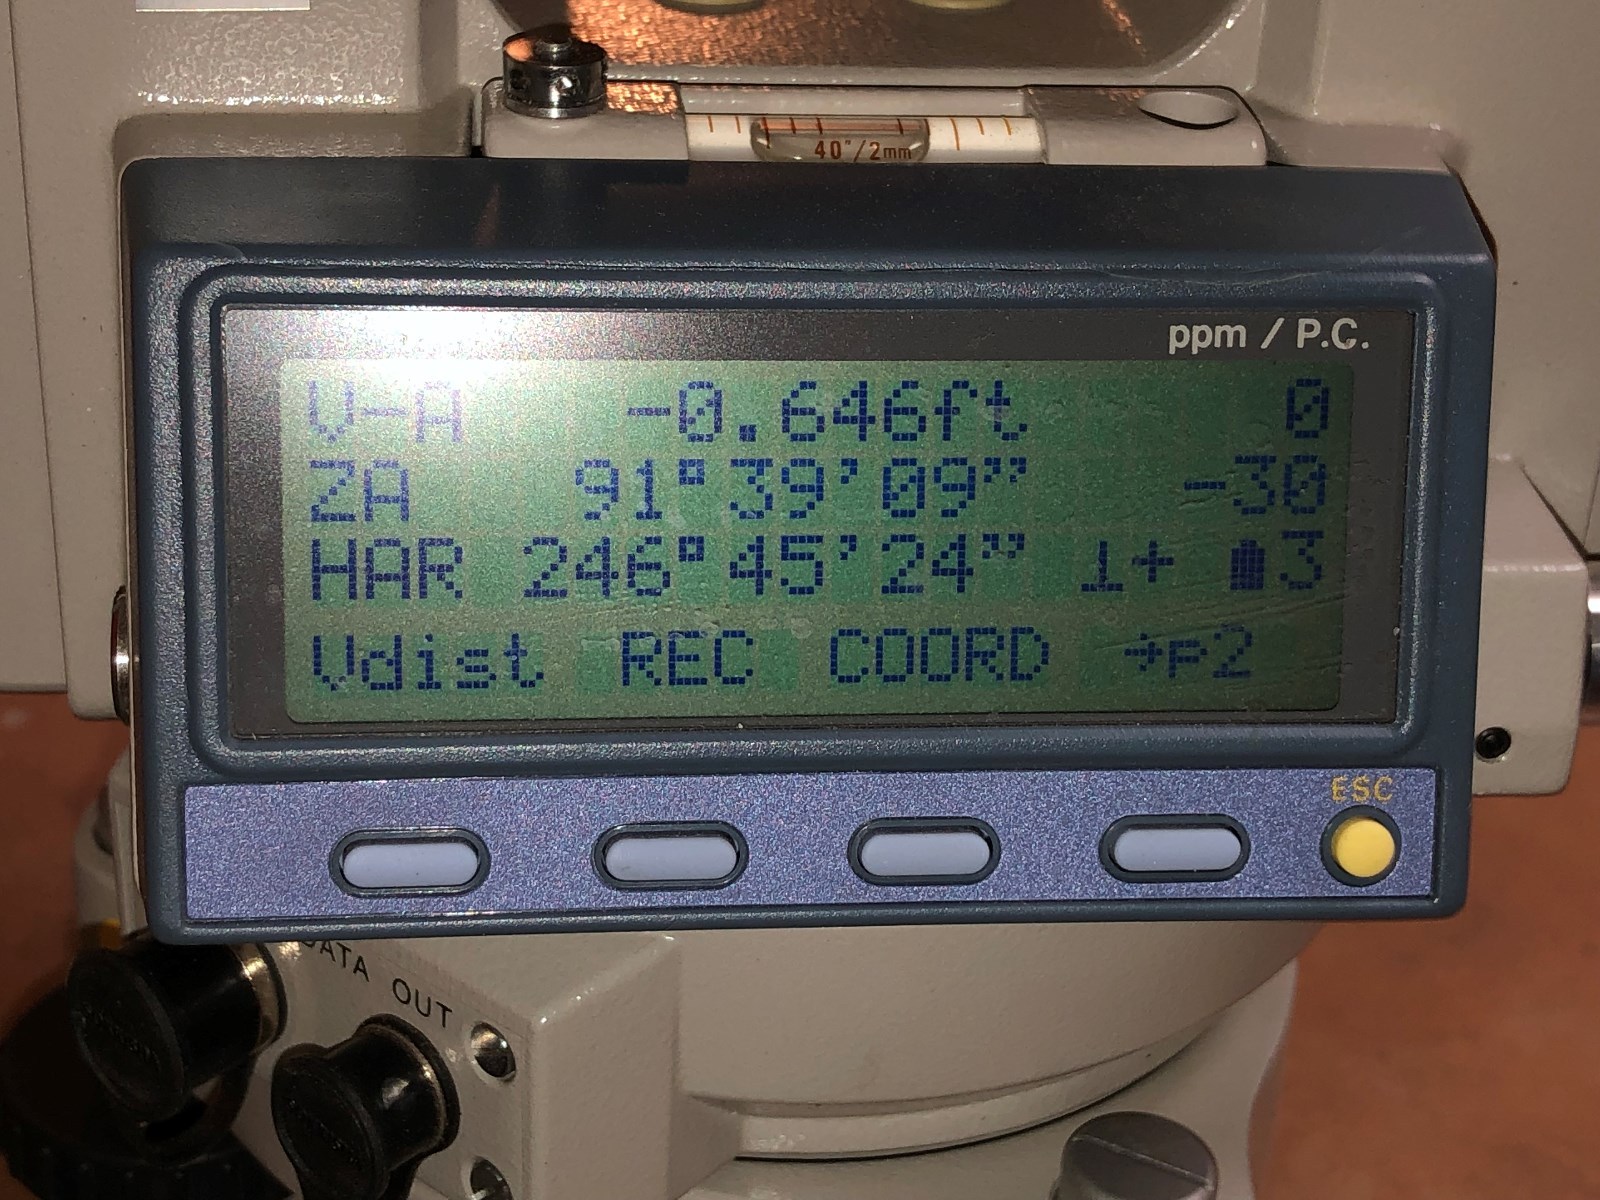 40"/2mm
ppm / P.C.
V-A -0.646ft 0
ZA 91°39'09" -30
HAR 246°45'24" ⊥+ 3
Vdist REC COORD →P2
ESC
DATA OUT